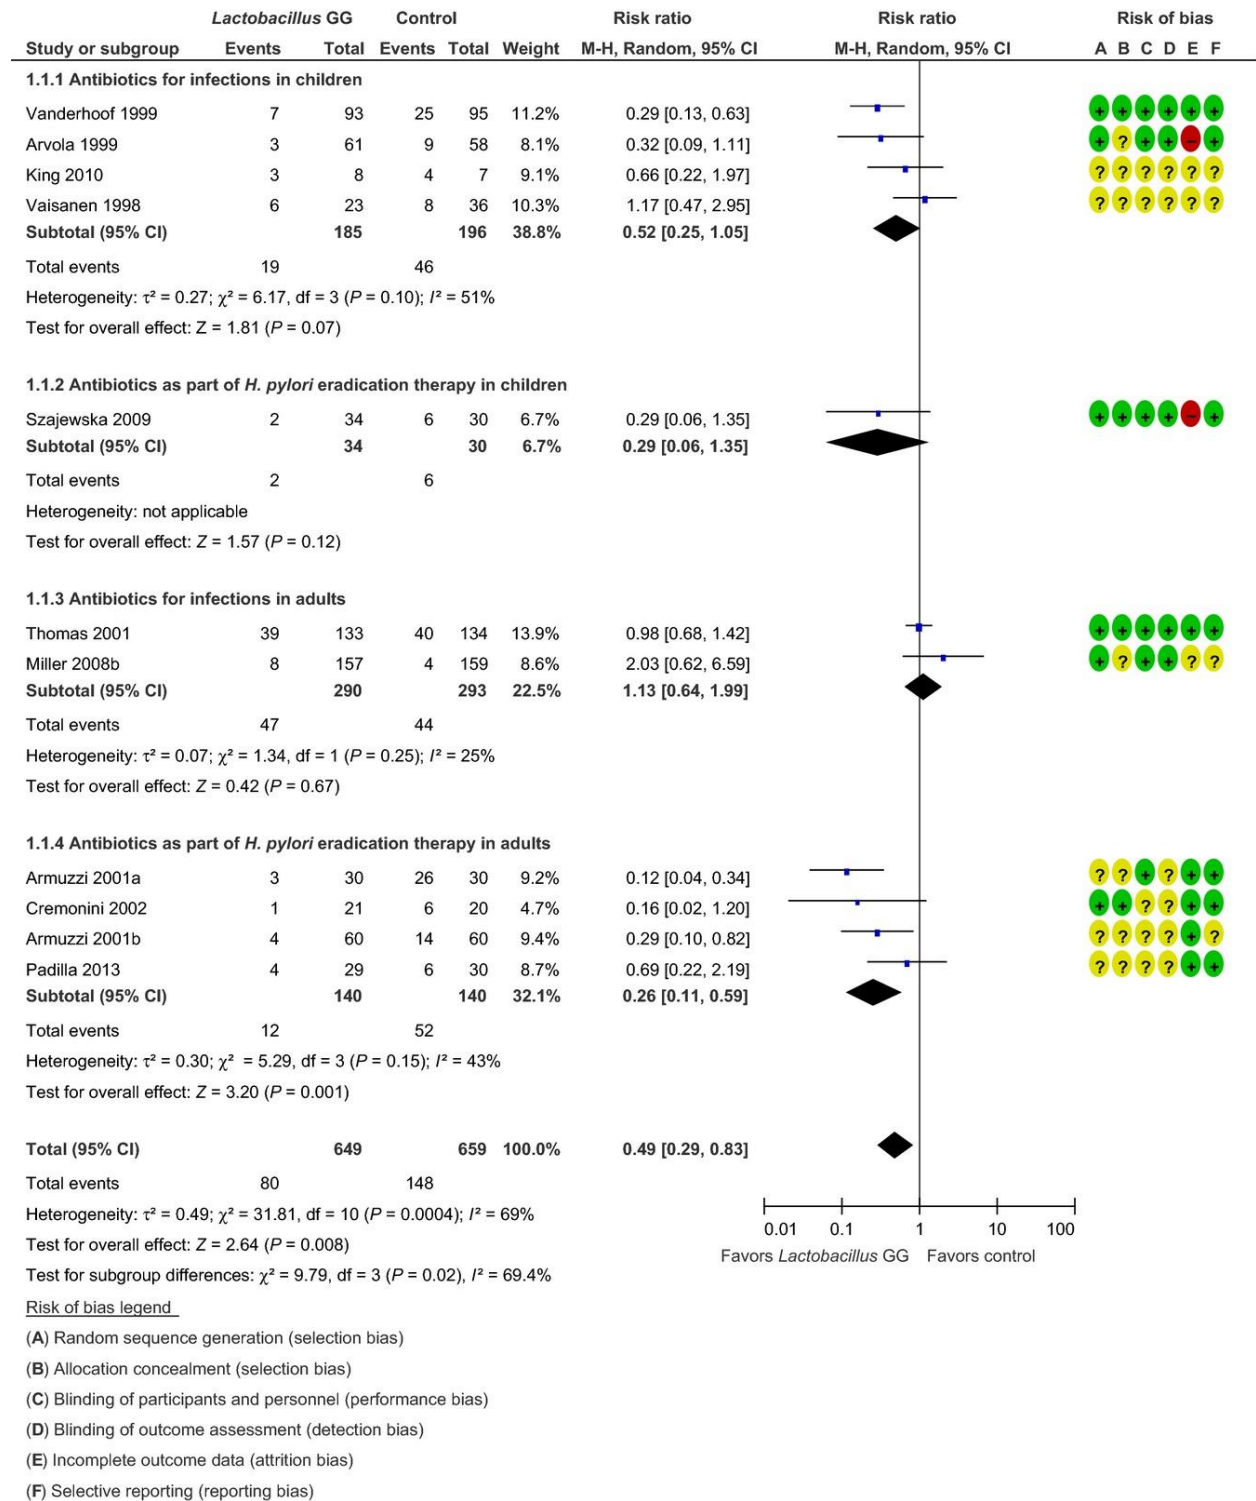 Lactobacillus GG Control Risk ratio Risk ratio Risk of bias
Study or subgroup Events Total Events Total Weight M-H, Random, 95% CI M-H, Random, 95% CI A B C D E F
1.1.1 Antibiotics for infections in children
Vanderhoof 1999 7 93 25 95 11.2% 0.29 [0.13, 0.63] + + + + + +
Arvola 1999 3 61 9 58 8.1% 0.32 [0.09, 1.11] + ? + + − +
King 2010 3 8 4 7 9.1% 0.66 [0.22, 1.97] ? ? ? ? ? ?
Vaisanen 1998 6 23 8 36 10.3% 1.17 [0.47, 2.95] ? ? ? ? ? ?
Subtotal (95% CI) 185 196 38.8% 0.52 [0.25, 1.05]
Total events 19 46
Heterogeneity: τ² = 0.27; χ² = 6.17, df = 3 (P = 0.10); I² = 51%
Test for overall effect: Z = 1.81 (P = 0.07)
1.1.2 Antibiotics as part of H. pylori eradication therapy in children
Szajewska 2009 2 34 6 30 6.7% 0.29 [0.06, 1.35] + + + + − +
Subtotal (95% CI) 34 30 6.7% 0.29 [0.06, 1.35]
Total events 2 6
Heterogeneity: not applicable
Test for overall effect: Z = 1.57 (P = 0.12)
1.1.3 Antibiotics for infections in adults
Thomas 2001 39 133 40 134 13.9% 0.98 [0.68, 1.42] + + + + + +
Miller 2008b 8 157 4 159 8.6% 2.03 [0.62, 6.59] + ? + + ? ?
Subtotal (95% CI) 290 293 22.5% 1.13 [0.64, 1.99]
Total events 47 44
Heterogeneity: τ² = 0.07; χ² = 1.34, df = 1 (P = 0.25); I² = 25%
Test for overall effect: Z = 0.42 (P = 0.67)
1.1.4 Antibiotics as part of H. pylori eradication therapy in adults
Armuzzi 2001a 3 30 26 30 9.2% 0.12 [0.04, 0.34] ? ? + ? + +
Cremonini 2002 1 21 6 20 4.7% 0.16 [0.02, 1.20] + + ? ? + +
Armuzzi 2001b 4 60 14 60 9.4% 0.29 [0.10, 0.82] ? ? ? ? + ?
Padilla 2013 4 29 6 30 8.7% 0.69 [0.22, 2.19] ? ? ? ? + +
Subtotal (95% CI) 140 140 32.1% 0.26 [0.11, 0.59]
Total events 12 52
Heterogeneity: τ² = 0.30; χ² = 5.29, df = 3 (P = 0.15); I² = 43%
Test for overall effect: Z = 3.20 (P = 0.001)
Total (95% CI) 649 659 100.0% 0.49 [0.29, 0.83]
Total events 80 148
Heterogeneity: τ² = 0.49; χ² = 31.81, df = 10 (P = 0.0004); I² = 69%
0.01 0.1 1 10 100
Test for overall effect: Z = 2.64 (P = 0.008)
Favors Lactobacillus GG Favors control
Test for subgroup differences: χ² = 9.79, df = 3 (P = 0.02), I² = 69.4%
Risk of bias legend
(A) Random sequence generation (selection bias)
(B) Allocation concealment (selection bias)
(C) Blinding of participants and personnel (performance bias)
(D) Blinding of outcome assessment (detection bias)
(E) Incomplete outcome data (attrition bias)
(F) Selective reporting (reporting bias)